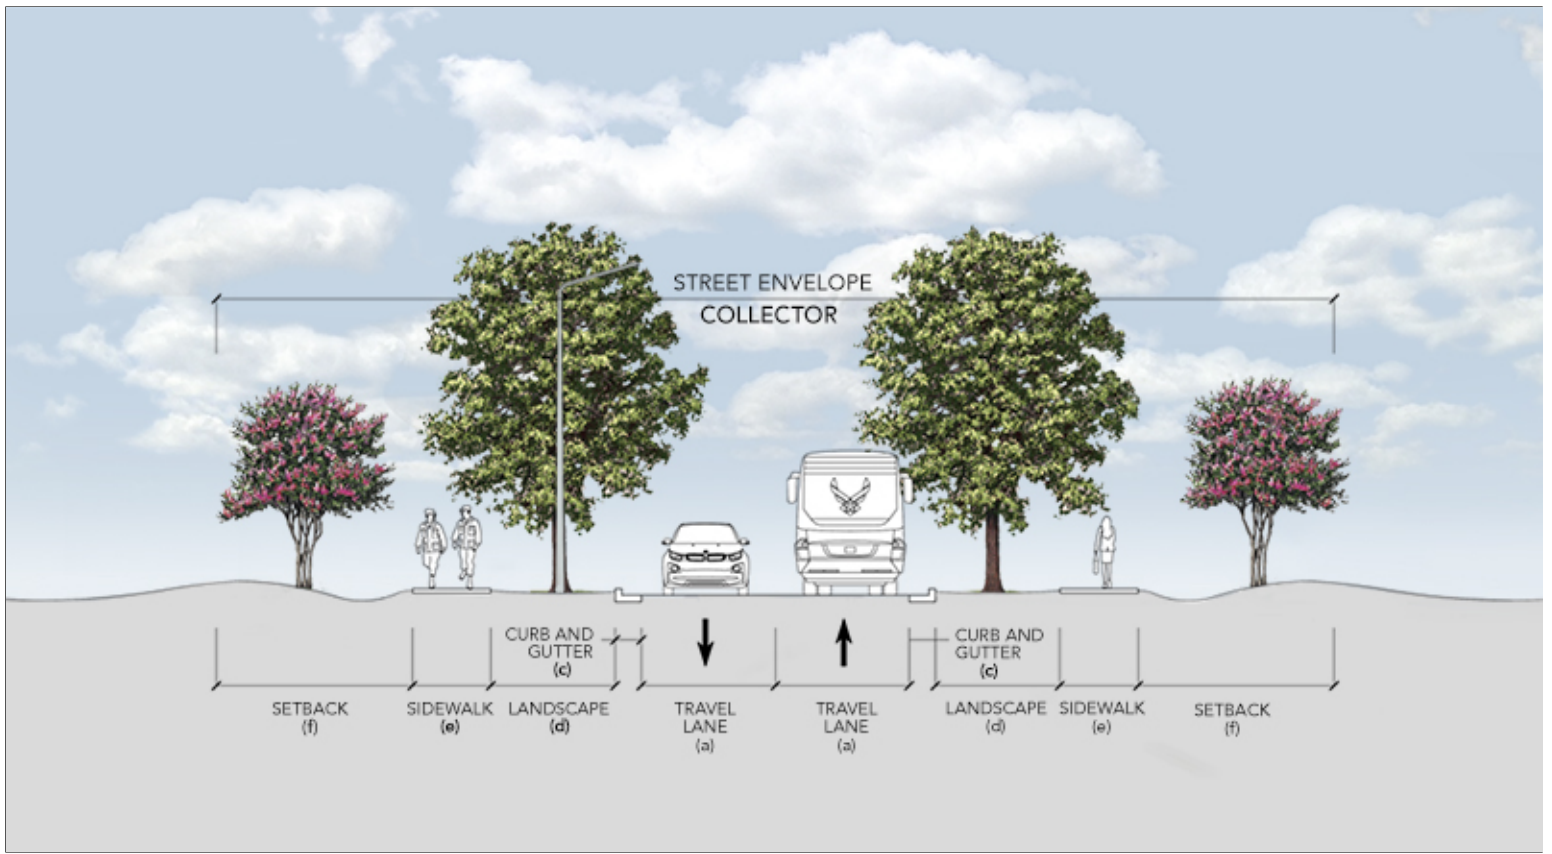 STREET ENVELOPE
COLLECTOR
CURB AND
GUTTER
(c)
CURB AND
GUTTER
(c)
SETBACK
(f)
SIDEWALK
(e)
LANDSCAPE
(d)
TRAVEL
LANE
(a)
TRAVEL
LANE
(a)
LANDSCAPE
(d)
SIDEWALK
(e)
SETBACK
(f)